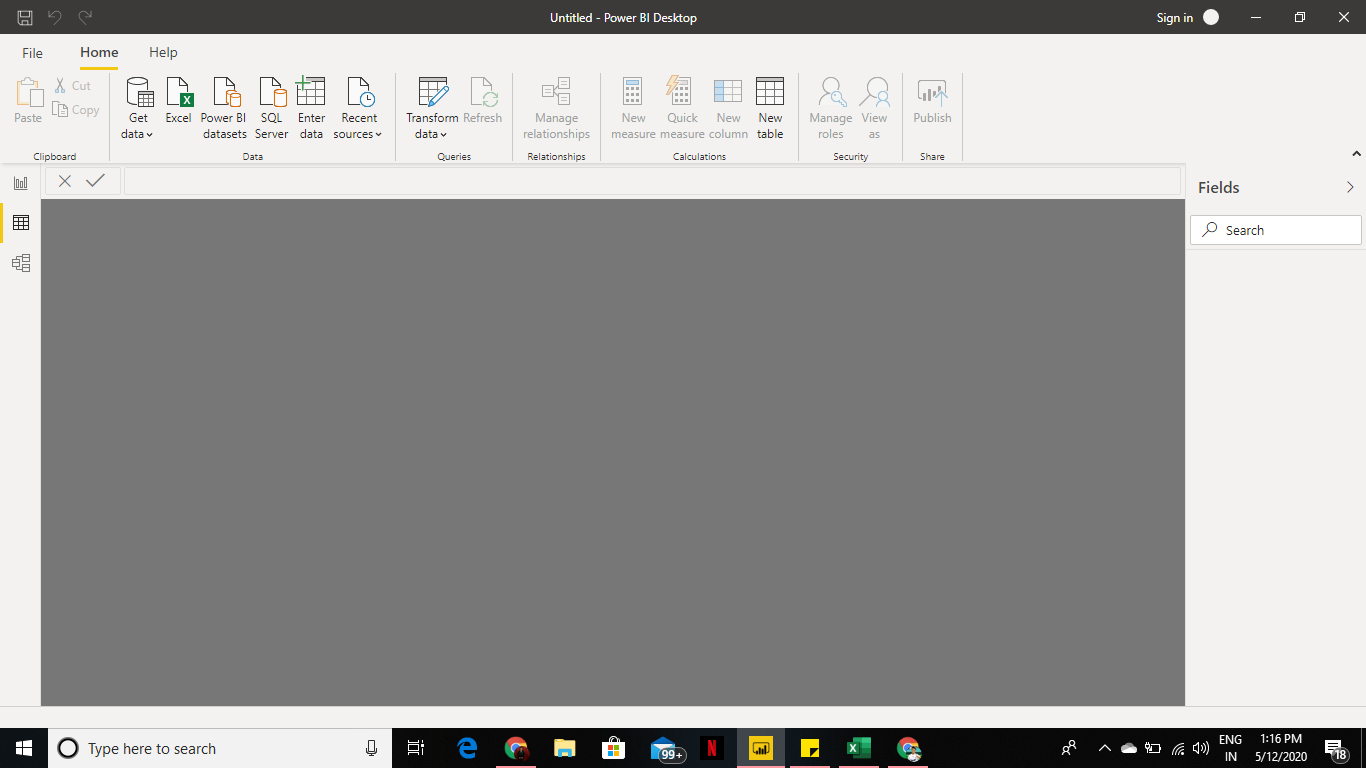 Untitled - Power BI Desktop
Sign in
File
Home
Help
Paste
Cut
Copy
Clipboard
Get data
Excel
Power BI datasets
SQL Server
Enter data
Recent sources
Data
Transform data
Refresh
Queries
Manage relationships
Relationships
New measure
Quick measure
New column
New table
Calculations
Manage roles
View as
Security
Publish
Share
Fields
Search
Type here to search
99+
N
ENG
IN
1:16 PM
5/12/2020
18